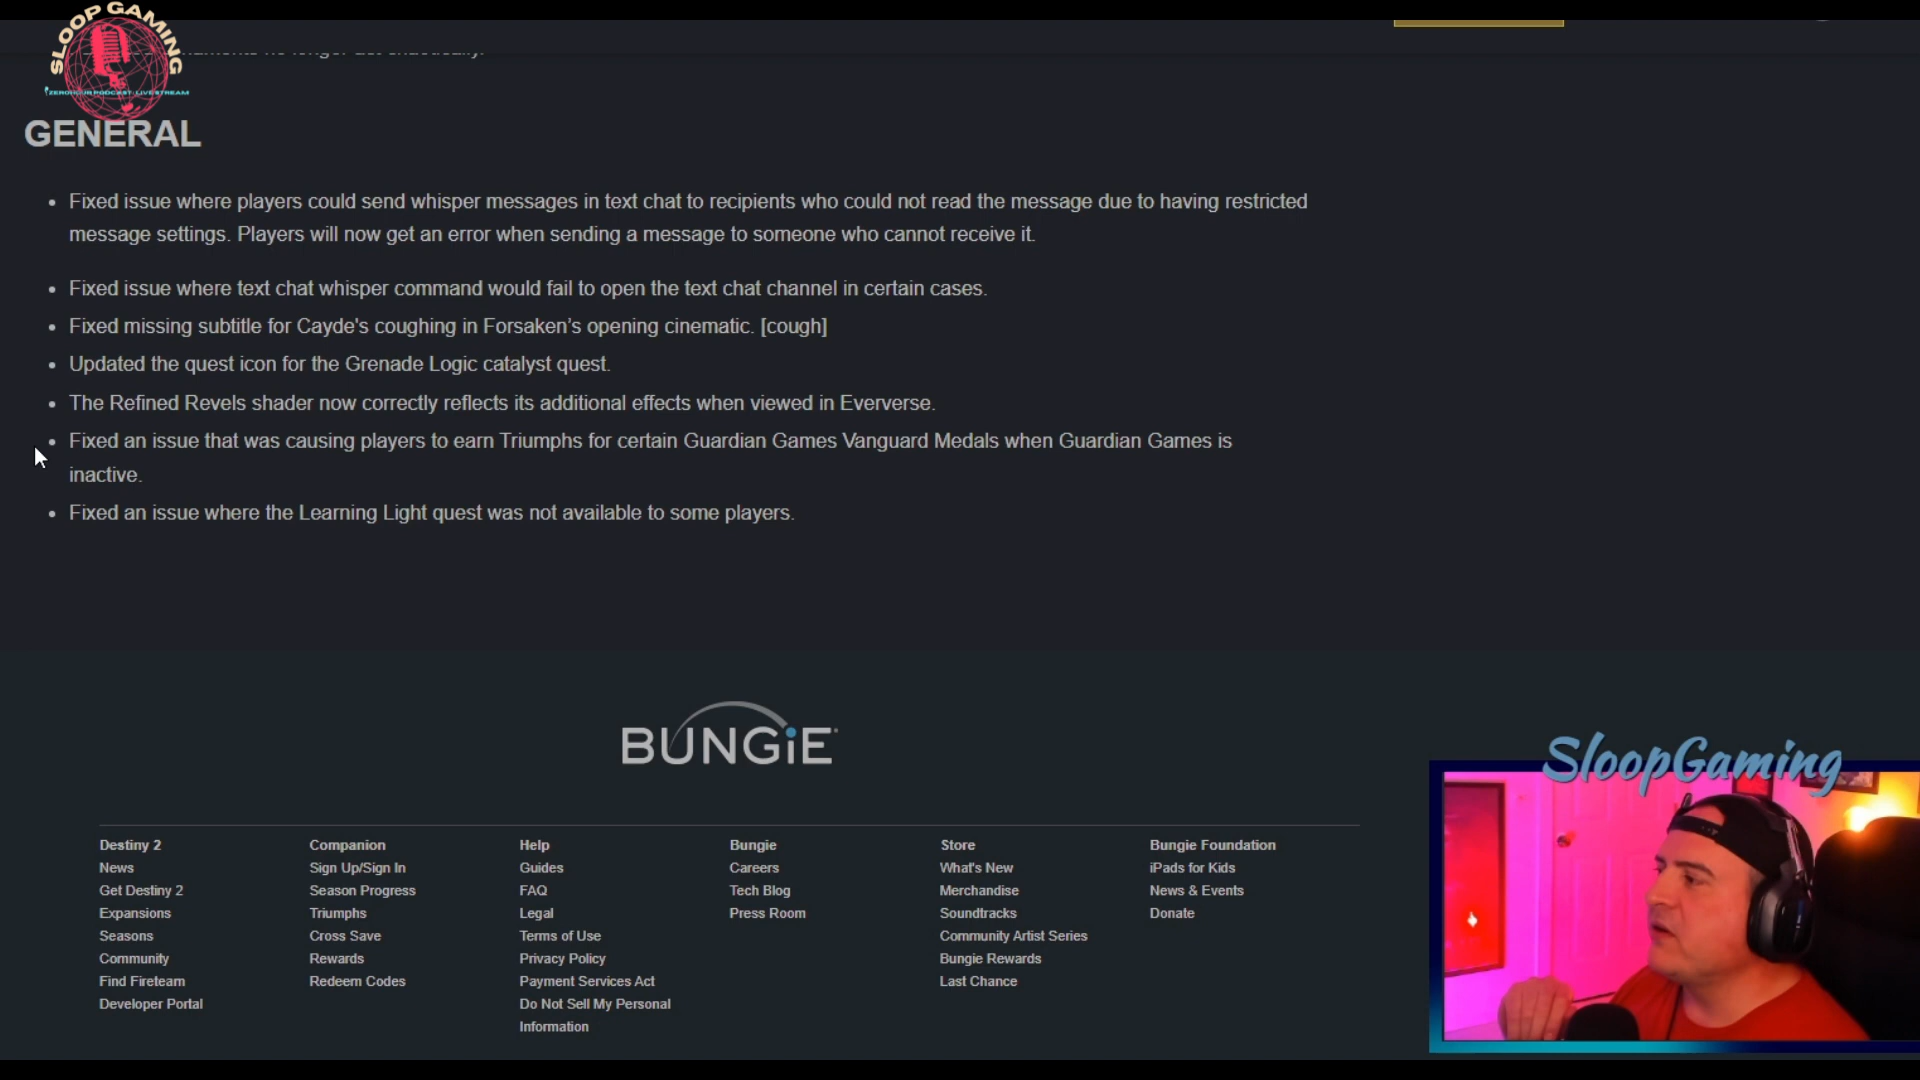 SLOOP GAMING
no longer
GENERAL
Fixed issue where players could send whisper messages in text chat to recipients who could not read the message due to having restricted
message settings. Players will now get an error when sending a message to someone who cannot receive it.
Fixed issue where text chat whisper command would fail to open the text chat channel in certain cases.
Fixed missing subtitle for Cayde's coughing in Forsaken’s opening cinematic. [cough]
Updated the quest icon for the Grenade Logic catalyst quest.
The Refined Revels shader now correctly reflects its additional effects when viewed in Eververse.
Fixed an issue that was causing players to earn Triumphs for certain Guardian Games Vanguard Medals when Guardian Games is
inactive.
Fixed an issue where the Learning Light quest was not available to some players.
BUNGiE
Destiny 2 Companion Help Bungie Store Bungie Foundation
News Sign Up/Sign In Guides Careers What's New iPads for Kids
Get Destiny 2 Season Progress FAQ Tech Blog Merchandise News & Events
Expansions Triumphs Legal Press Room Soundtracks Donate
Seasons Cross Save Terms of Use Community Artist Series
Community Rewards Privacy Policy Bungie Rewards
Find Fireteam Redeem Codes Payment Services Act Last Chance
Developer Portal Do Not Sell My Personal
Information
SloopGaming